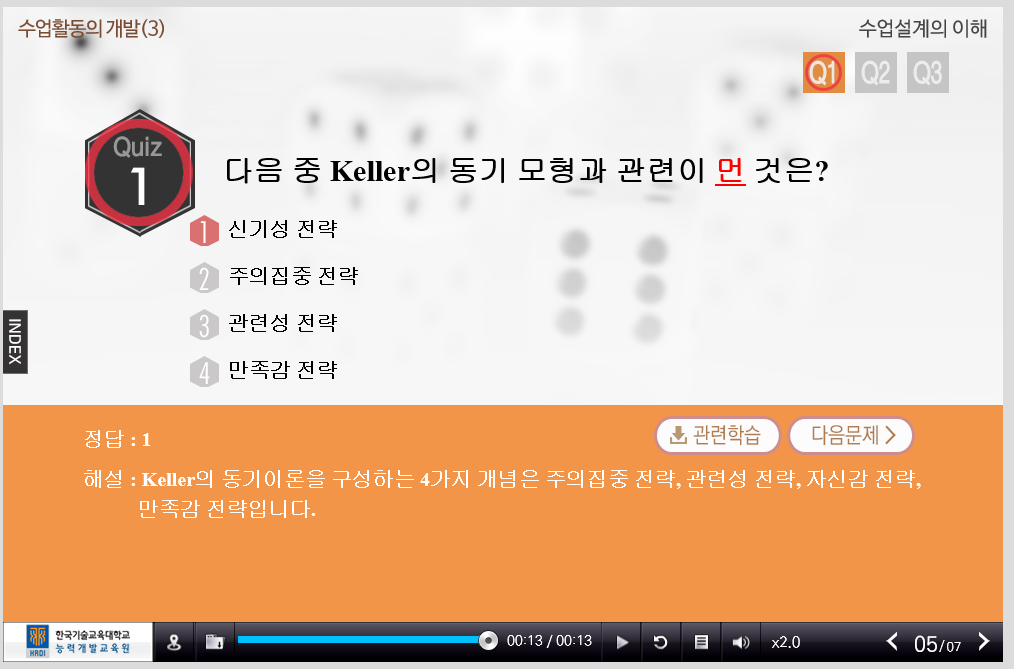 수업활동의 개발(3)
수업설계의 이해
Q1 Q2 Q3
Quiz
1
다음 중 Keller의 동기 모형과 관련이 먼 것은?
1 신기성 전략
2 주의집중 전략
3 관련성 전략
4 만족감 전략
INDEX
정답 : 1
관련학습
다음문제
해설 : Keller의 동기이론을 구성하는 4가지 개념은 주의집중 전략, 관련성 전략, 자신감 전략,
만족감 전략입니다.
한국기술교육대학교
능력개발교육원
HRDI
00:13 / 00:13
x2.0
05/07